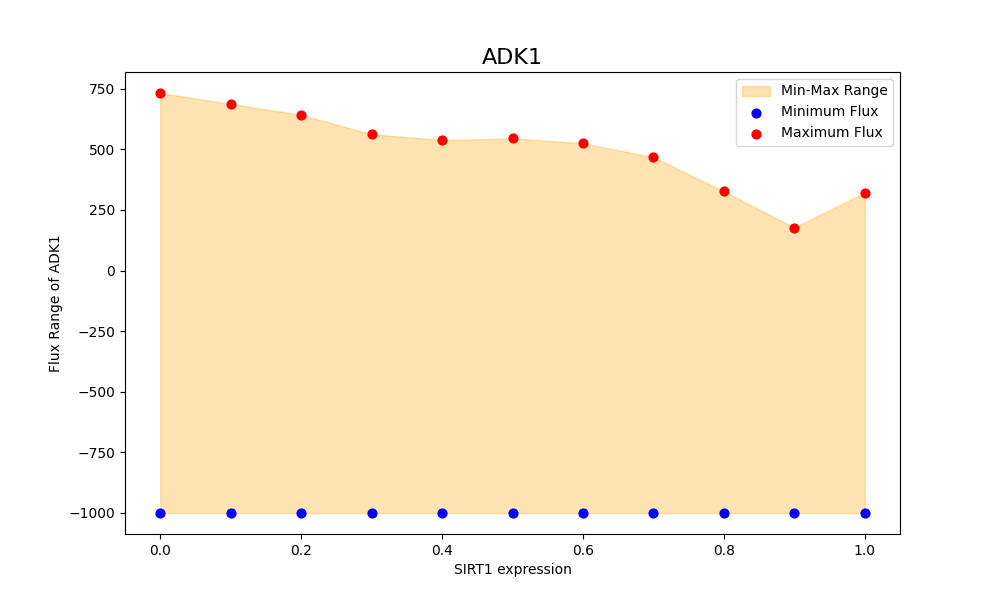 ADK1
Min-Max Range
Minimum Flux
Maximum Flux
750
500
250
0
−250
−500
−750
−1000
Flux Range of ADK1
0.0 0.2 0.4 0.6 0.8 1.0
SIRT1 expression